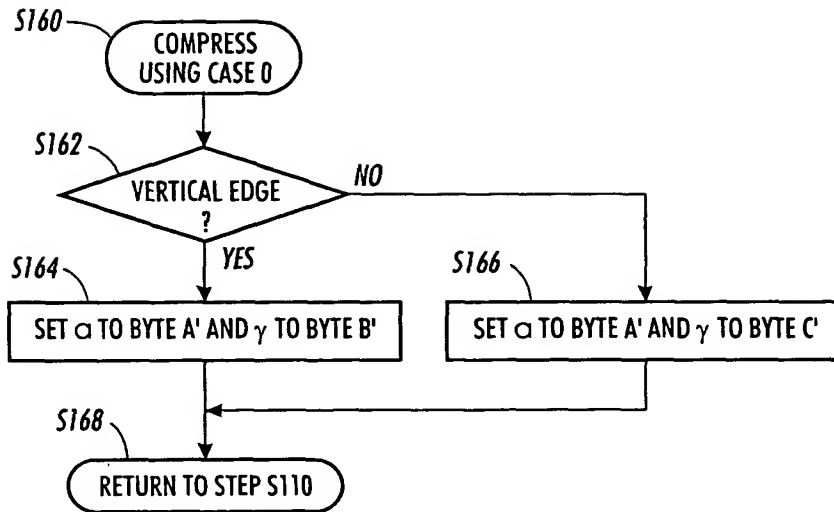 S160
COMPRESS
USING CASE 0
S162
VERTICAL EDGE
?
NO
YES
S164
SET α TO BYTE A' AND γ TO BYTE B'
S166
SET α TO BYTE A' AND γ TO BYTE C'
S168
RETURN TO STEP S110